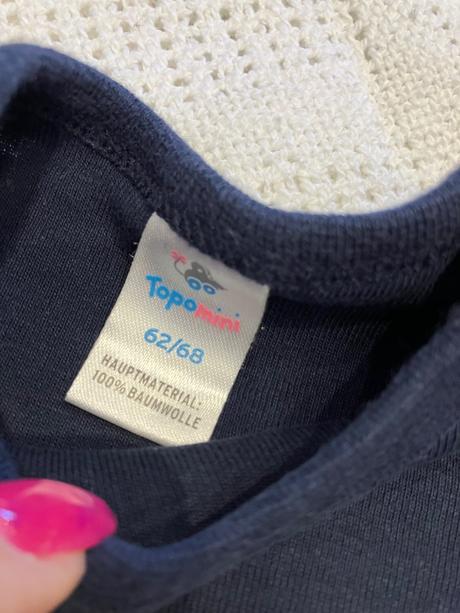 Topomini
62/68
HAUPTMATERIAL:
100% BAUMWOLLE